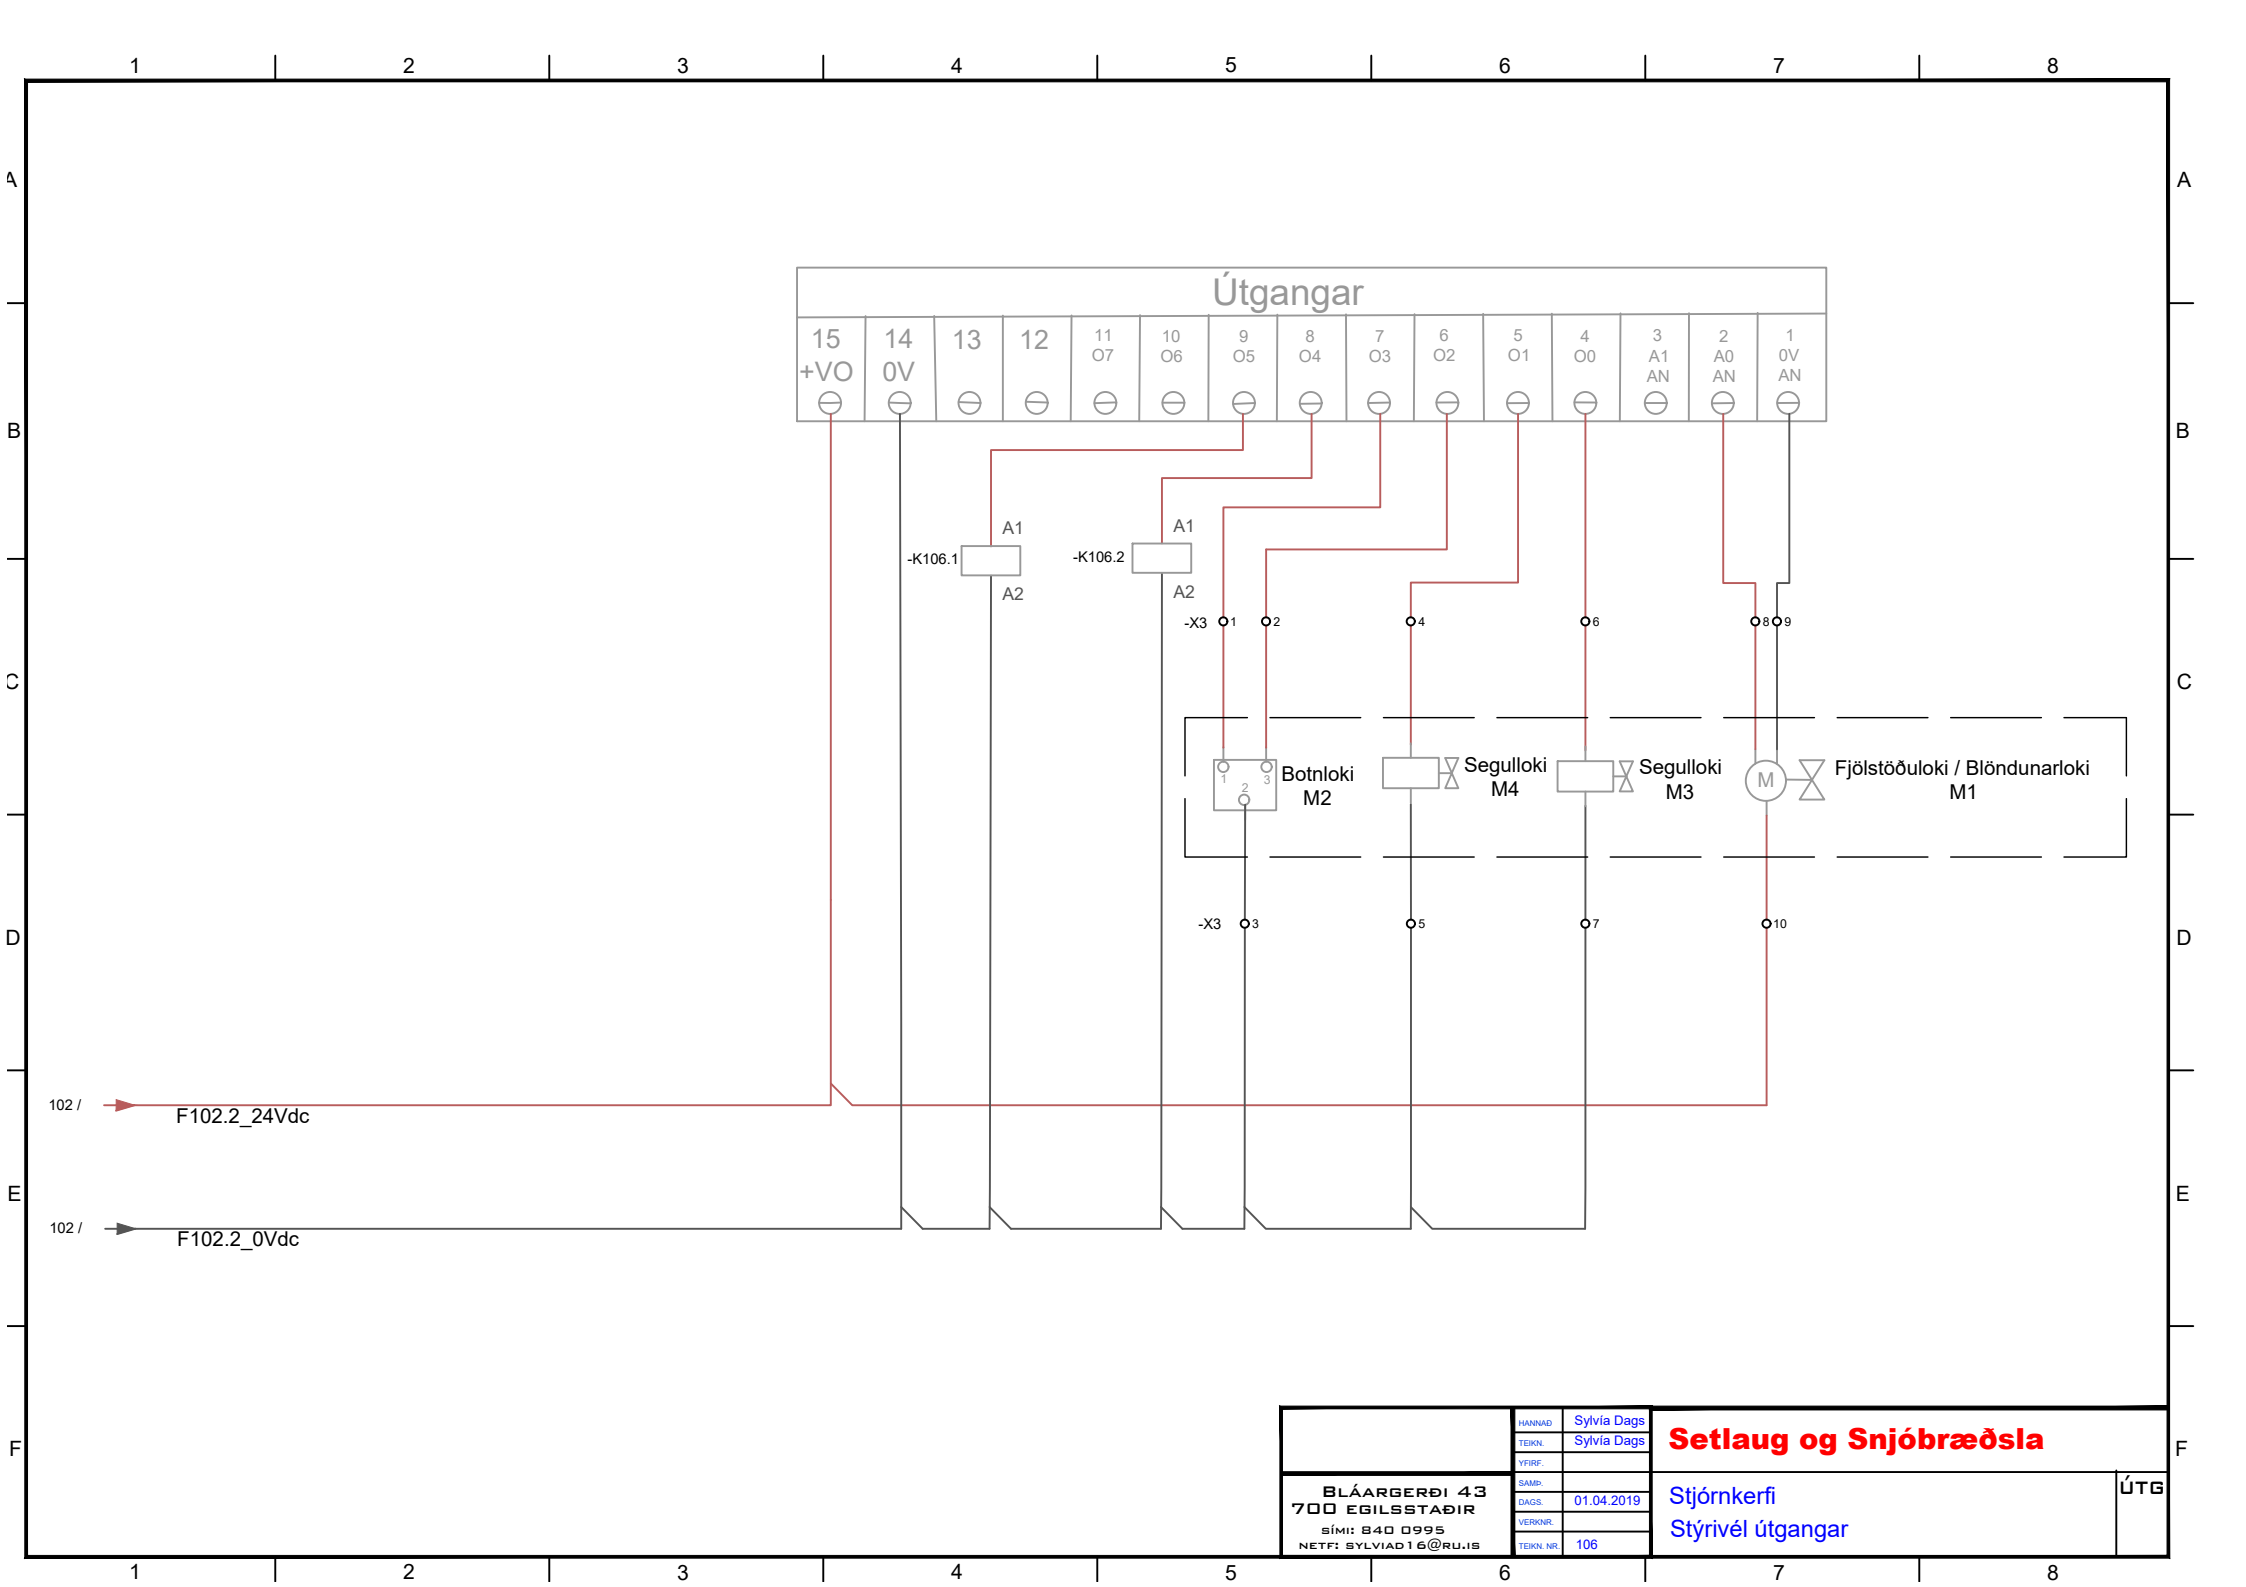 1 2 3 4 5 6 7 8
A A
Útgangar
15 14 13 12 11 10 9 8 7 6 5 4 3 2 1
+VO 0V O7 O6 O5 O4 O3 O2 O1 O0 A1 A0 0V
AN AN AN
B B
A1 A1
-K106.1 -K106.2
A2 A2
-X3 1 2 4 6 8 9
C C
1 3 2
Botnloki
M2
Segulloki
M4
Segulloki
M3
M
Fjölstöðuloki / Blöndunarloki
M1
-X3 3 5 7 10
D D
102 /
F102.2_24Vdc
E E
102 /
F102.2_0Vdc
F F
BLÁARGERÐI 43
700 EGILSSTAÐIR
SÍMI: 840 0995
NETF: SYLVIAD16@RU.IS
HANNAÐ Sylvía Dags
TEIKN. Sylvía Dags
YFIRF.
SAMÞ.
DAGS. 01.04.2019
VERKNR.
TEIKN. NR. 106
Setlaug og Snjóbræðsla
Stjórnkerfi
Stýrivél útgangar
ÚTG
1 2 3 4 5 6 7 8